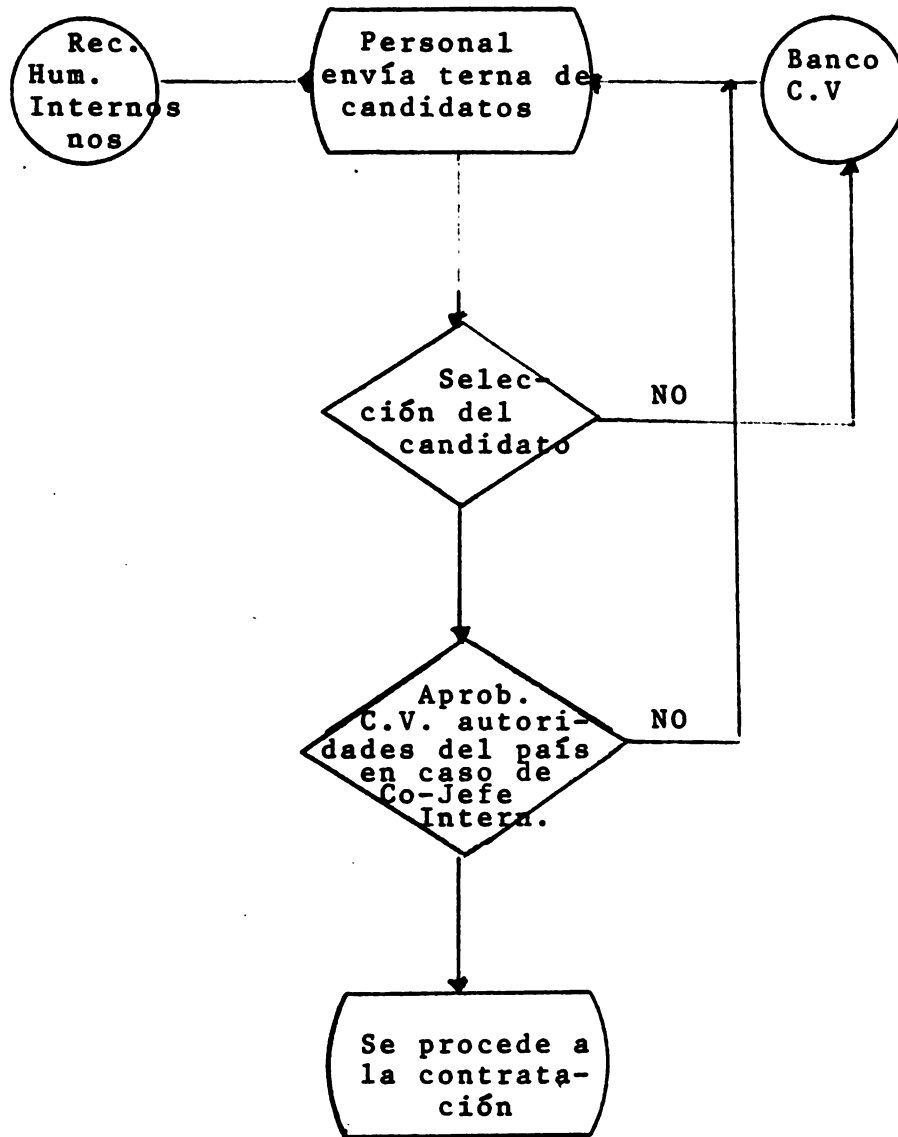 Rec.
Hum.
Internos
nos
Personal
envía terna de
candidatos
Banco
C.V
Selec-
ción del
candidato
NO
Aprob.
C.V. autori-
dades del país
en caso de
Co-Jefe
Intern.
NO
Se procede a
la contrata-
ción